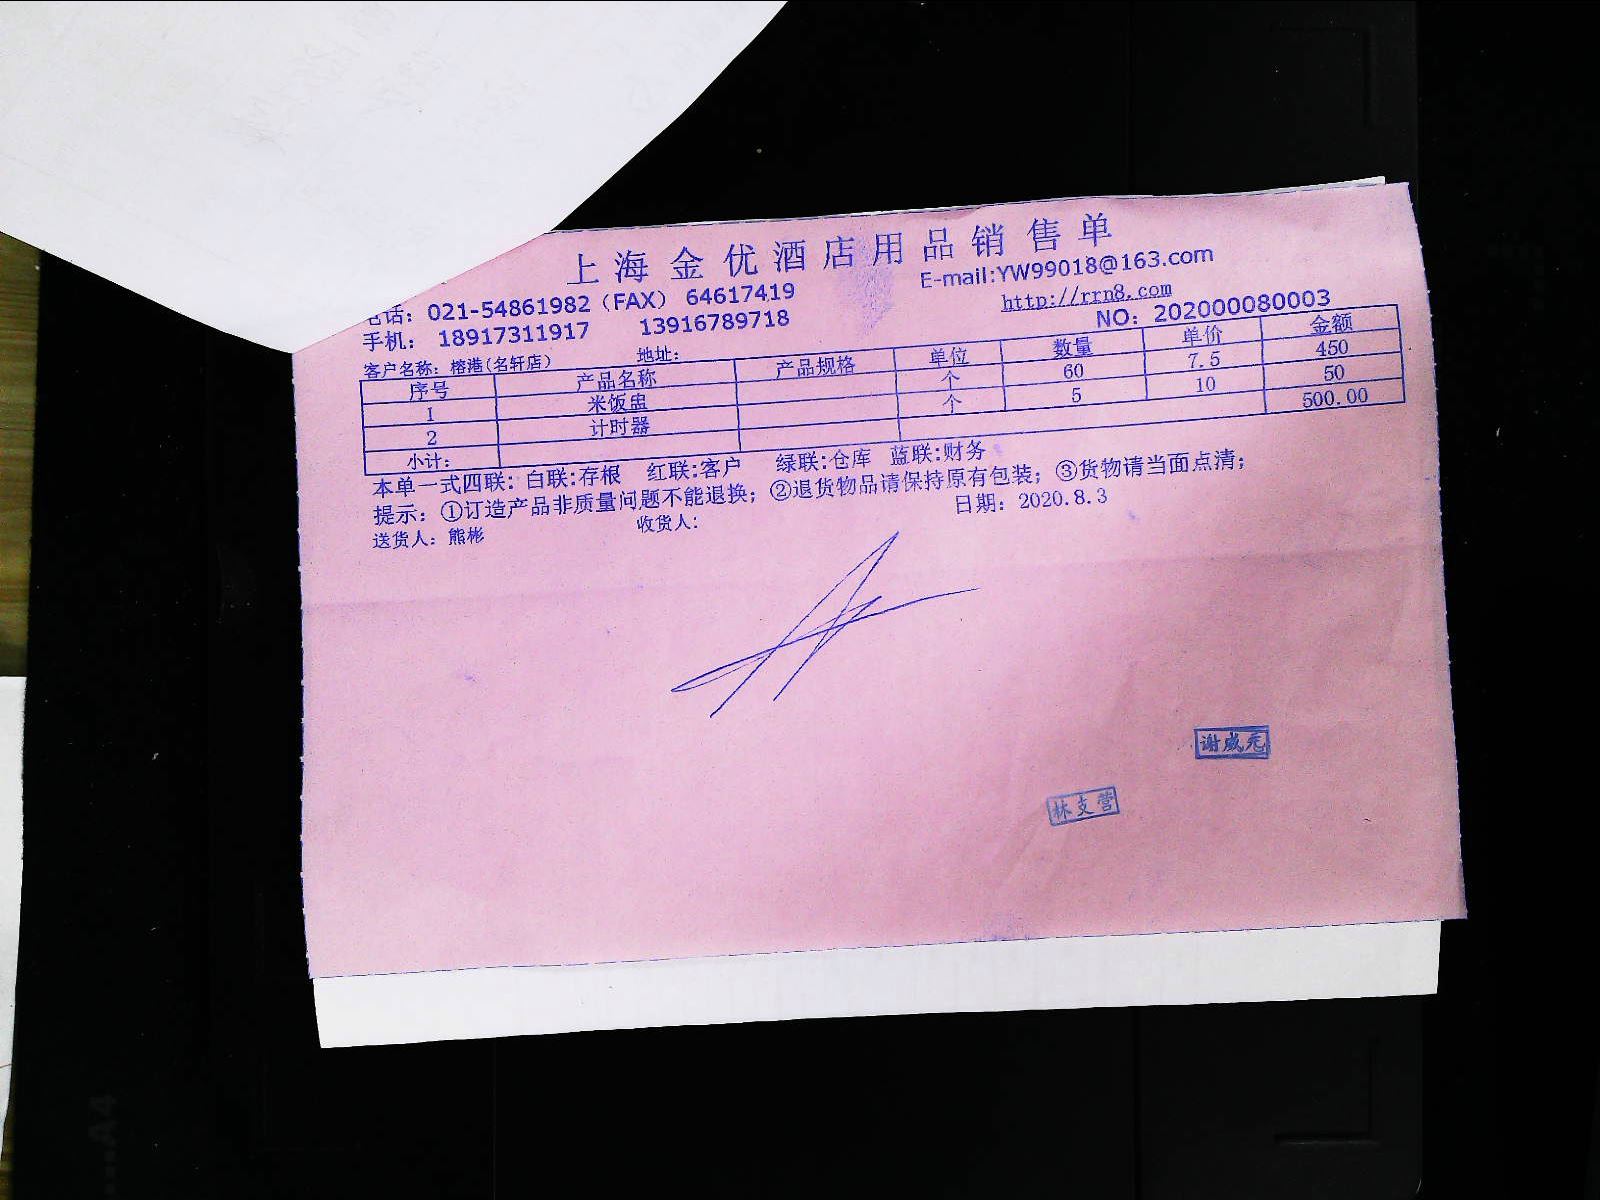 上海金优酒店用品销售单
电话：021-54861982（FAX） 64617419 E-mail:YW99018@163.com
手机： 18917311917 13916789718 http://rrn8.com
NO：202000080003
客户名称：榕港(名轩店) 地址：
序号 产品名称 产品规格 单位 数量 单价 金额
1 米饭盅 个 60 7.5 450
2 计时器 个 5 10 50
小计： 500.00
本单一式四联：白联:存根 红联:客户 绿联:仓库 蓝联:财务
提示：①订造产品非质量问题不能退换；②退货物品请保持原有包装；③货物请当面点清；
送货人：熊彬 收货人： 日期：2020.8.3
林支营
A4